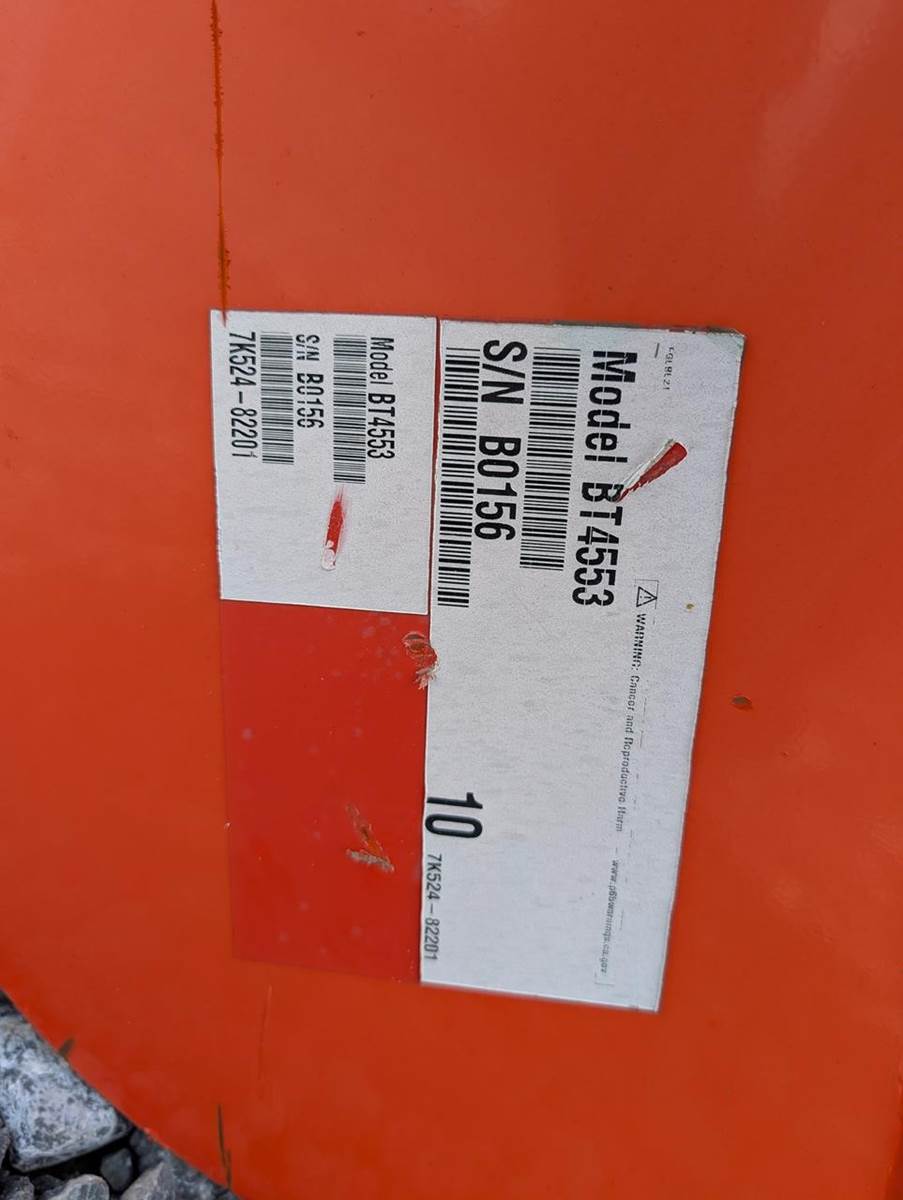 Model BT4553
S/N B0156
WARNING: Cancer and Reproductive Harm
www.p65warnings.ca.gov
10
7K524-82201
Model BT4553
S/N B0156
7K524-82201